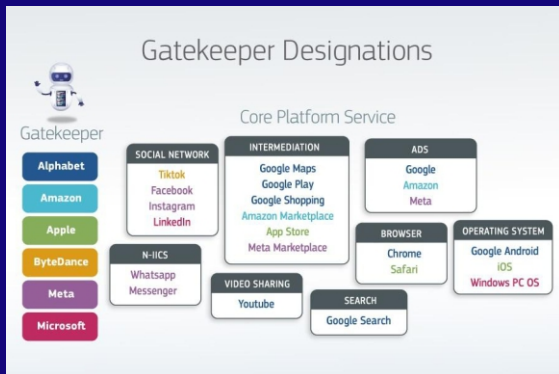 Gatekeeper Designations
Gatekeeper
Alphabet
Amazon
Apple
ByteDance
Meta
Microsoft
Core Platform Service
SOCIAL NETWORK
Tiktok
Facebook
Instagram
LinkedIn
INTERMEDIATION
Google Maps
Google Play
Google Shopping
Amazon Marketplace
App Store
Meta Marketplace
ADS
Google
Amazon
Meta
N-IICS
Whatsapp
Messenger
VIDEO SHARING
Youtube
BROWSER
Chrome
Safari
OPERATING SYSTEM
Google Android
iOS
Windows PC OS
SEARCH
Google Search